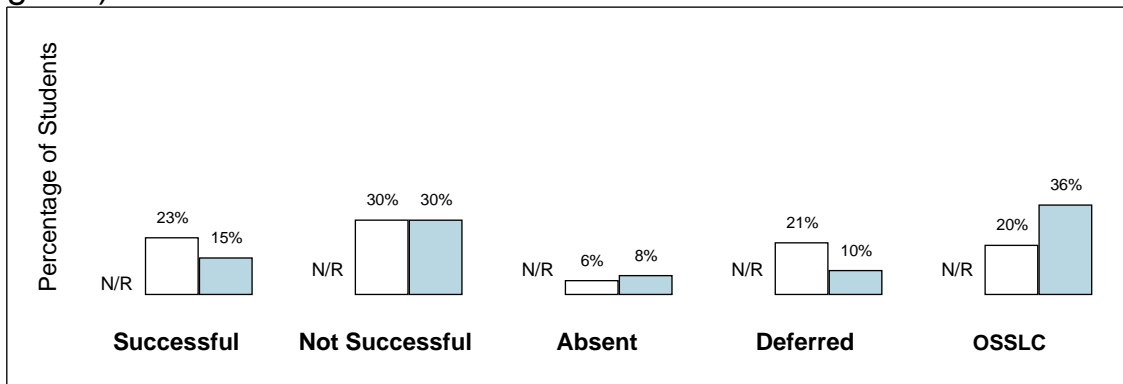 Percentage of Students
N/R 23% 15%
N/R 30% 30%
N/R 6% 8%
N/R 21% 10%
N/R 20% 36%
Successful Not Successful Absent Deferred OSSLC